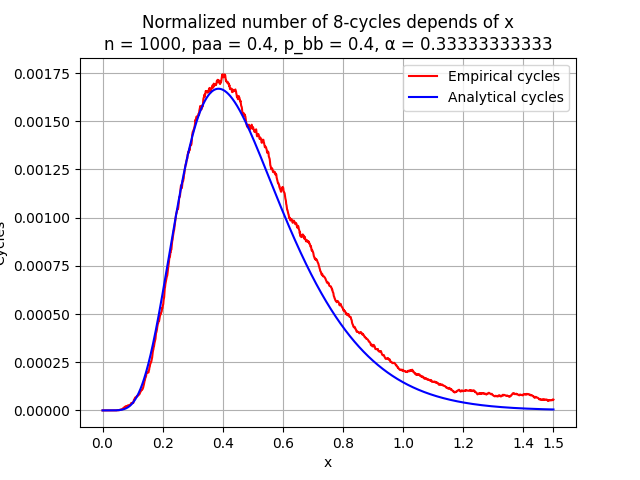 Normalized number of 8-cycles depends of x
n = 1000, paa = 0.4, p_bb = 0.4, α = 0.33333333333
Empirical cycles
Analytical cycles
0.00175
0.00150
0.00125
0.00100
0.00075
0.00050
0.00025
0.00000
Cycles
0.0 0.2 0.4 0.6 0.8 1.0 1.2 1.4 1.5
x